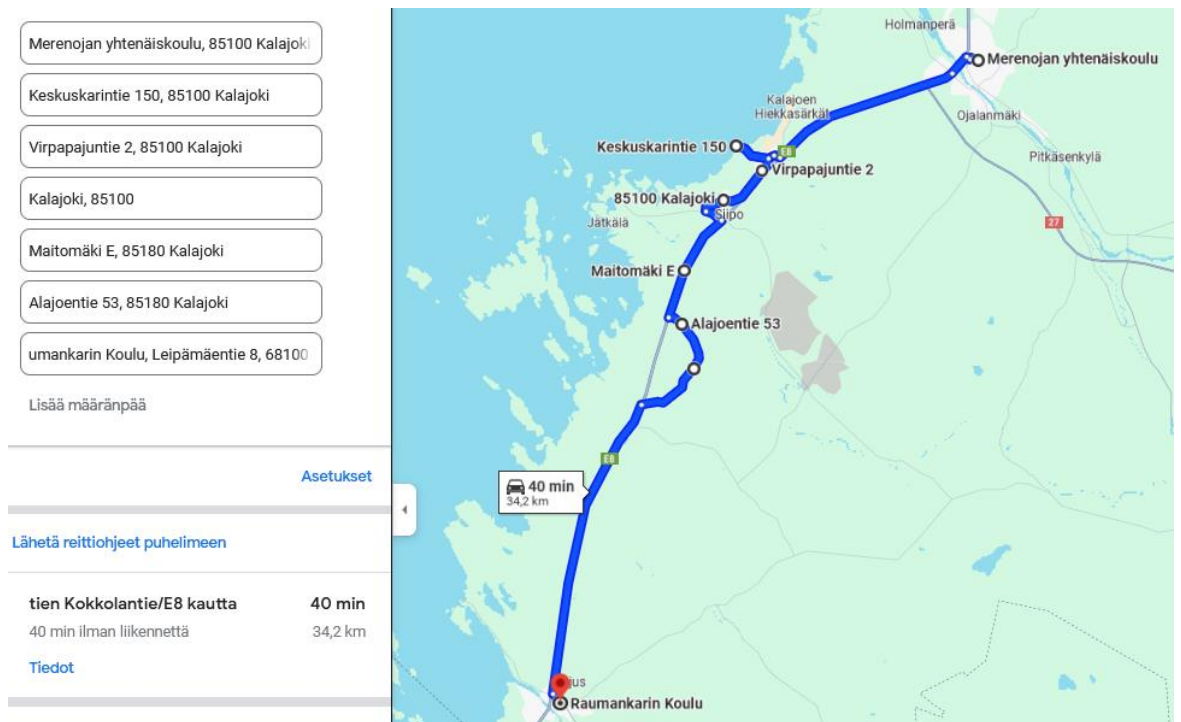 Merenojan yhtenäiskoulu, 85100 Kalajoki
Keskuskarintie 150, 85100 Kalajoki
Virpapajuntie 2, 85100 Kalajoki
Kalajoki, 85100
Maitomäki E, 85180 Kalajoki
Alajoentie 53, 85180 Kalajoki
umankarin Koulu, Leipämäentie 8, 68100
Lisää määränpää
Asetukset
Lähetä reittiohjeet puhelimeen
tien Kokkolantie/E8 kautta 40 min
40 min ilman liikennettä 34,2 km
Tiedot
Holmanperä
Merenojan yhtenäiskoulu
Kalajoen
Hiekkasärkät
Ojalanmäki
Keskuskarintie 150
E8
Pitkäsenkylä
Virpapajuntie 2
85100 Kalajoki
Siipo
Jätkälä
27
Maitomäki E
Alajoentie 53
E8
40 min
34,2 km
jus
Raumankarin Koulu